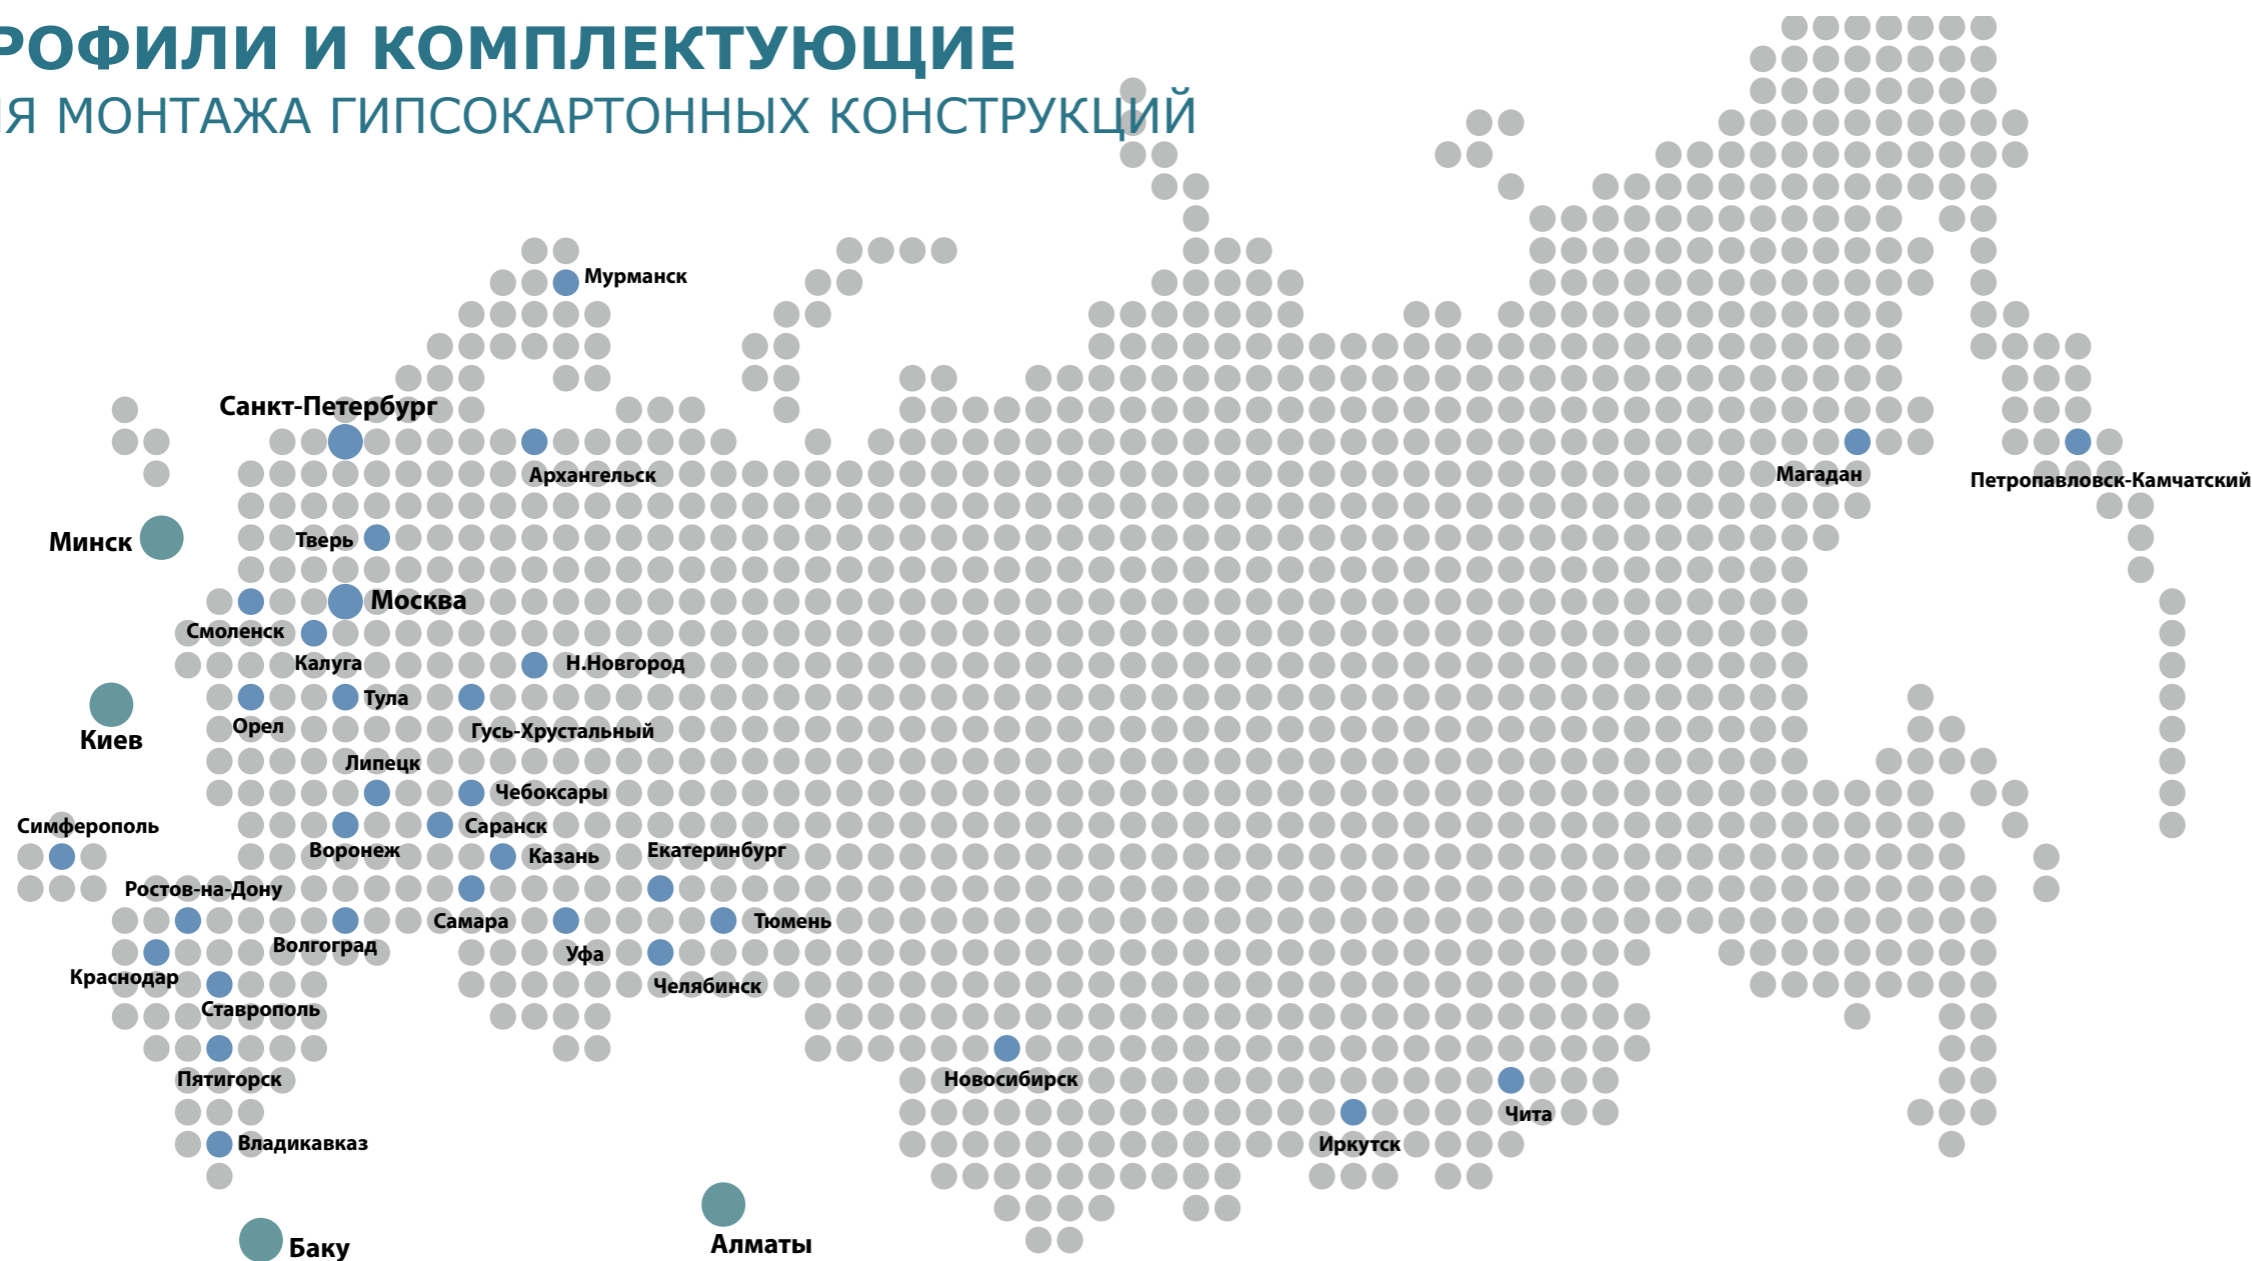 РОФИЛИ И КОМПЛЕКТУЮЩИЕ
ІЯ МОНТАЖА ГИПСОКАРТОННЫХ КОНСТРУКЦИЙ
Мурманск
Санкт-Петербург
Архангельск
Магадан
Петропавловск-Камчатский
Минск
Тверь
Москва
Смоленск
Калуга
Н.Новгород
Тула
Орел
Гусь-Хрустальный
Киев
Липецк
Чебоксары
Симферополь
Саранск
Воронеж
Казань
Екатеринбург
Ростов-на-Дону
Самара
Тюмень
Волгоград
Уфа
Краснодар
Челябинск
Ставрополь
Пятигорск
Новосибирск
Чита
Владикавказ
Иркутск
Баку
Алматы